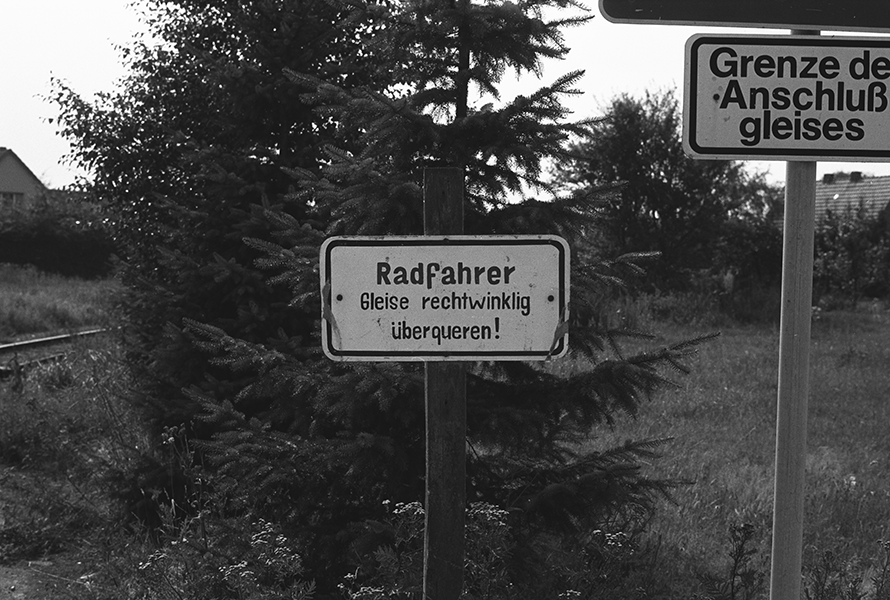 Radfahrer
Gleise rechtwinklig
überqueren!
Grenze de
Anschluß
gleises